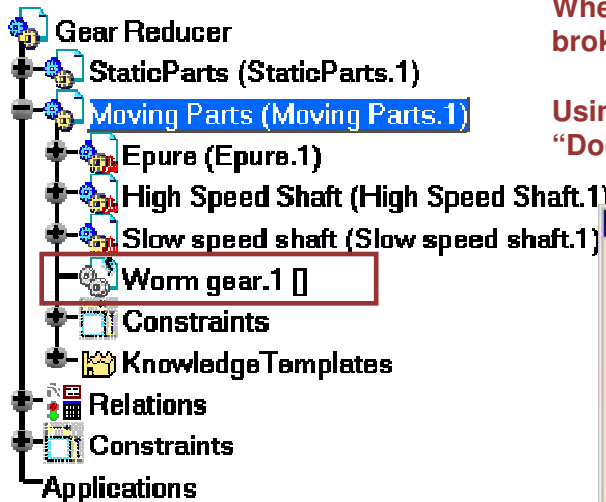 Gear Reducer
StaticParts (StaticParts.1)
Moving Parts (Moving Parts.1)
Epure (Epure.1)
High Speed Shaft (High Speed Shaft.1)
Slow speed shaft (Slow speed shaft.1)
Worm gear.1 []
Constraints
KnowledgeTemplates
Relations
Constraints
Applications